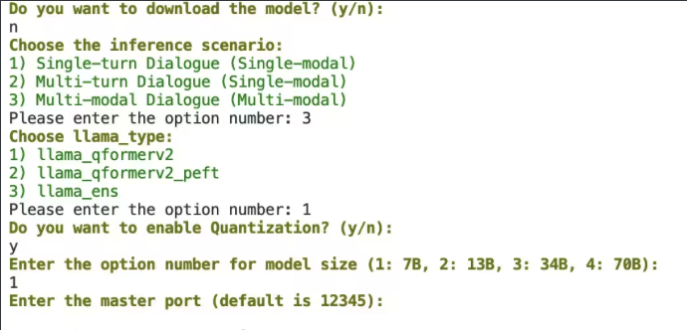 Do you want to download the model? (y/n):
n
Choose the inference scenario:
1) Single-turn Dialogue (Single-modal)
2) Multi-turn Dialogue (Single-modal)
3) Multi-modal Dialogue (Multi-modal)
Please enter the option number: 3
Choose llama_type:
1) llama_qformerv2
2) llama_qformerv2_peft
3) llama_ens
Please enter the option number: 1
Do you want to enable Quantization? (y/n):
y
Enter the option number for model size (1: 7B, 2: 13B, 3: 34B, 4: 70B):
1
Enter the master port (default is 12345):